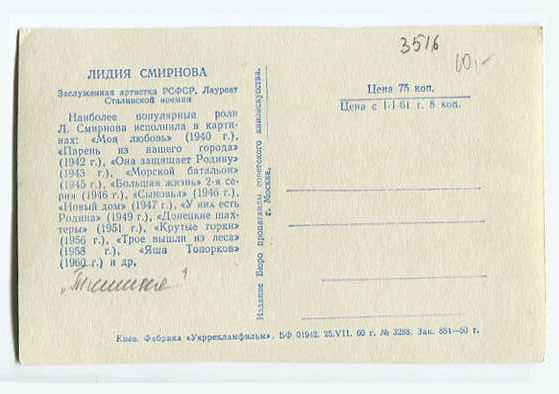 3516
10,-
ЛИДИЯ СМИРНОВА
Заслуженная артистка РСФСР, Лауреат
Сталинской премии
Наиболее популярные роли
Л. Смирнова исполнила в карти-
нах: «Моя любовь» (1940 г.),
«Парень из нашего города»
(1942 г.), «Она защищает Родину»
(1943 г.), «Морской батальон»
(1945 г.), «Большая жизнь» 2-я се-
рия (1946 г.), «Сыновья» (1946 г.),
«Новый дом» (1947 г.), «У них есть
Родина» (1949 г.), «Донецкие шах-
теры» (1951 г.), «Крутые горки»
(1956 г.), «Трое вышли из леса»
(1958 г.), «Яша Топорков»
(1960 г.) и др.
„Тишина"
Издание Бюро пропаганды советского киноискусства.
г. Москва.
Цена 75 коп.
Цена с 1-I-61 г. 8 коп.
Киев. Фабрика «Укррекламфильм». БФ 01942. 25.VII. 60 г. № 3288. Зак. 884—60 г.